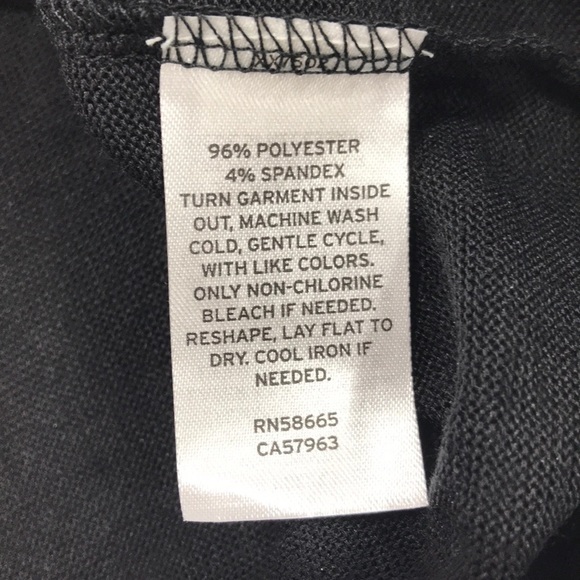 96% POLYESTER
4% SPANDEX
TURN GARMENT INSIDE
OUT, MACHINE WASH
COLD, GENTLE CYCLE,
WITH LIKE COLORS.
ONLY NON-CHLORINE
BLEACH IF NEEDED.
RESHAPE, LAY FLAT TO
DRY. COOL IRON IF
NEEDED.
RN58665
CA57963